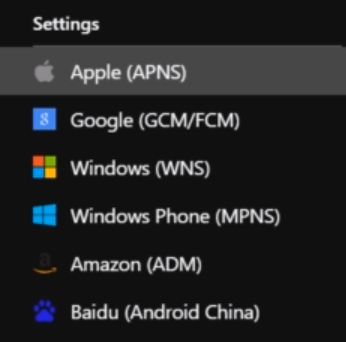 Settings
Apple (APNS)
Google (GCM/FCM)
Windows (WNS)
Windows Phone (MPNS)
Amazon (ADM)
Baidu (Android China)